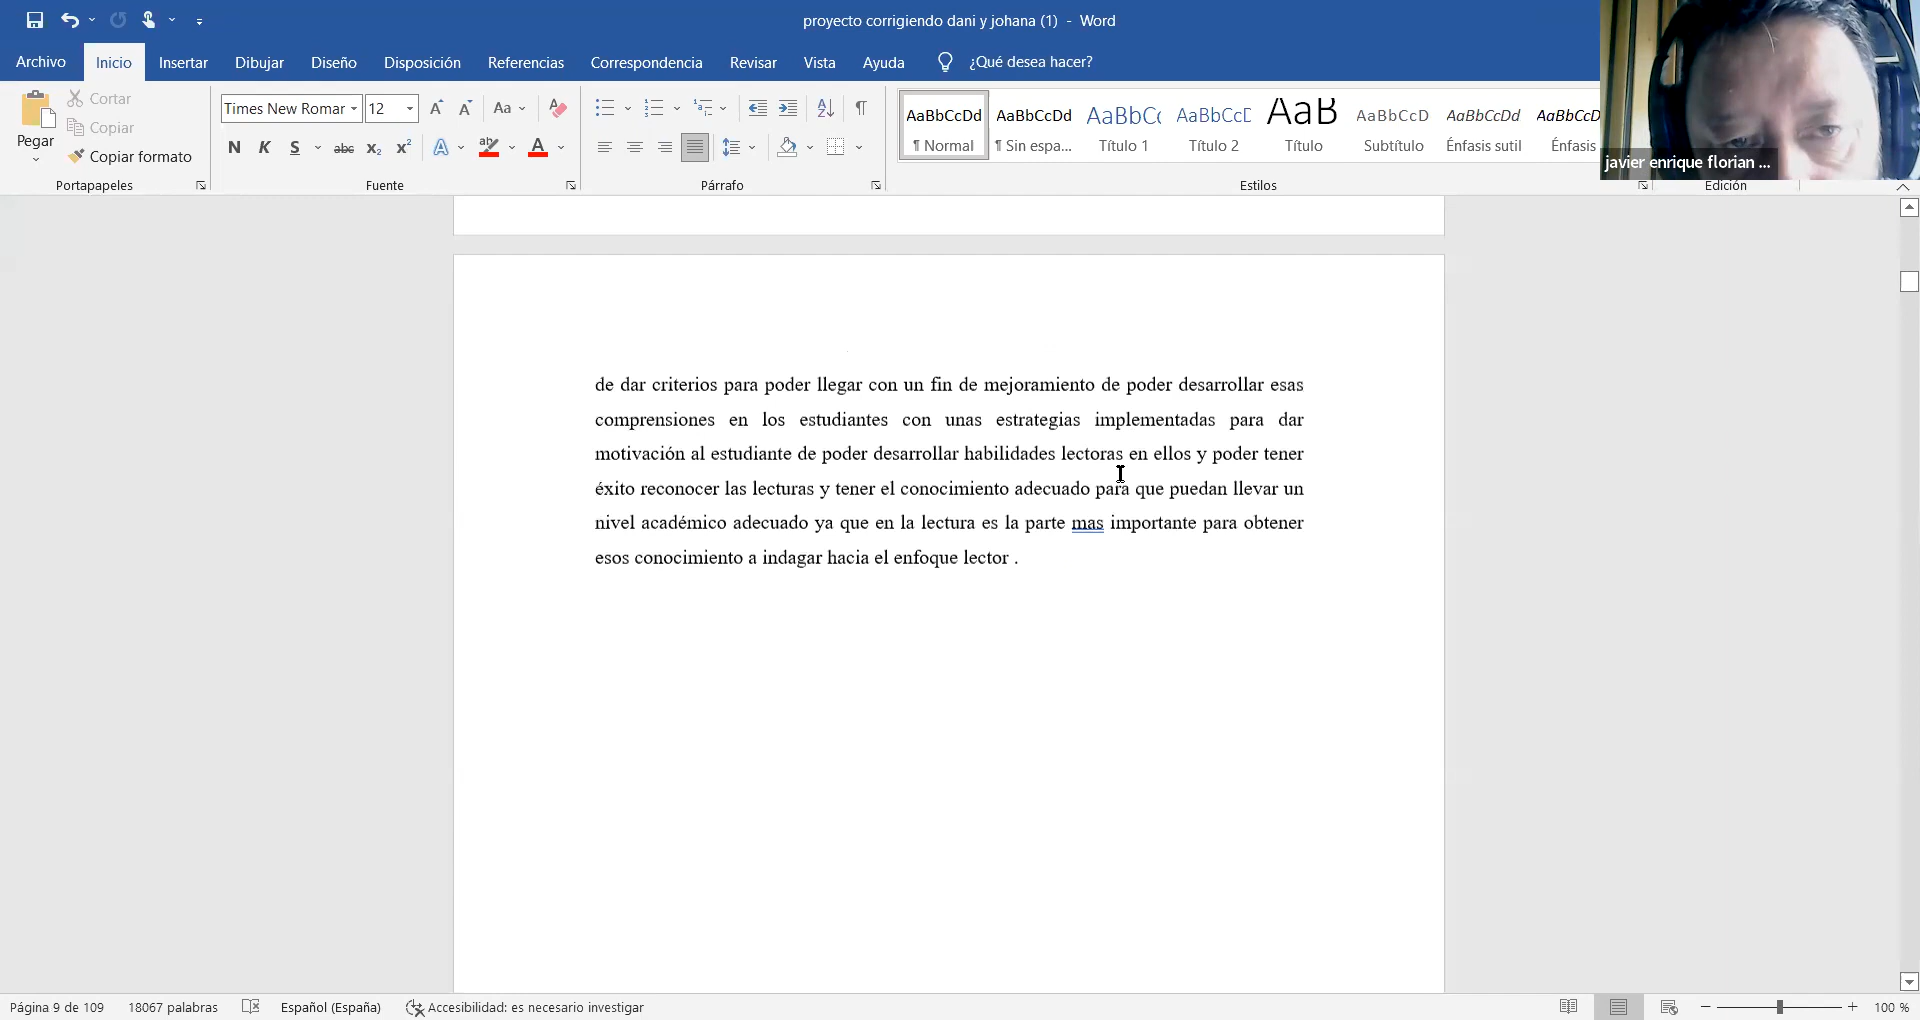 proyecto corrigiendo dani y johana (1) - Word
Archivo Inicio Insertar Dibujar Diseño Disposición Referencias Correspondencia Revisar Vista Ayuda ¿Qué desea hacer?
Pegar
Cortar
Copiar
Copiar formato
Portapapeles
Times New Romar 12 Aa
N K S abc x₂ x² A aby A
Fuente
Párrafo
AaBbCcDd AaBbCcDd AaBbC AaBbCcD AaB AaBbCcD AaBbCcDd AaBbCcD
¶ Normal ¶ Sin espa... Título 1 Título 2 Título Subtítulo Énfasis sutil Énfasis
Estilos
Edición
javier enrique florian ...
de dar criterios para poder llegar con un fin de mejoramiento de poder desarrollar esas
comprensiones en los estudiantes con unas estrategias implementadas para dar
motivación al estudiante de poder desarrollar habilidades lectoras en ellos y poder tener
éxito reconocer las lecturas y tener el conocimiento adecuado para que puedan llevar un
nivel académico adecuado ya que en la lectura es la parte mas importante para obtener
esos conocimiento a indagar hacia el enfoque lector .
Página 9 de 109 18067 palabras Español (España) Accesibilidad: es necesario investigar 100 %